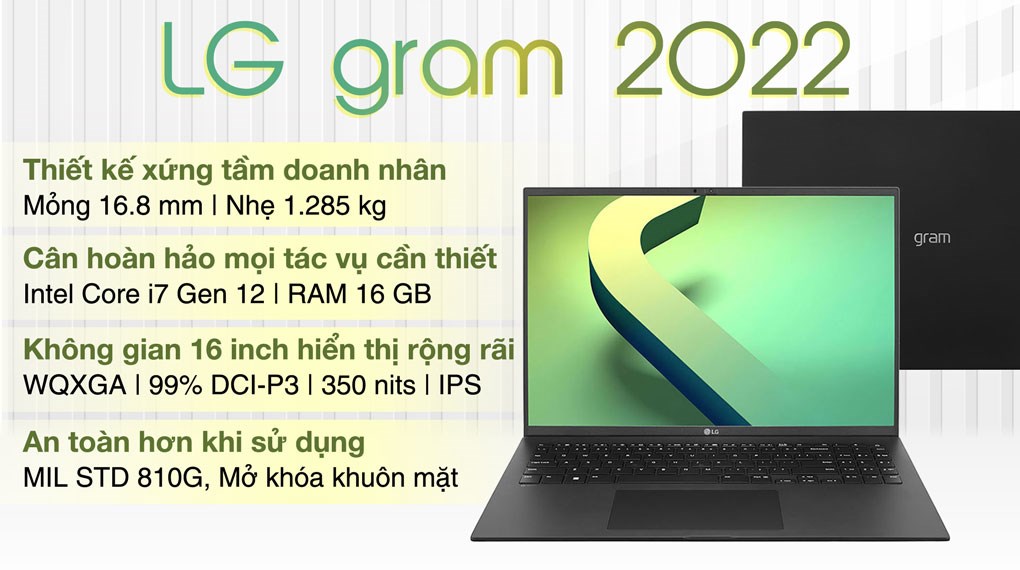 LG gram 2022
Thiết kế xứng tầm doanh nhân
Mỏng 16.8 mm | Nhẹ 1.285 kg
Cân hoàn hảo mọi tác vụ cần thiết
Intel Core i7 Gen 12 | RAM 16 GB
Không gian 16 inch hiển thị rộng rãi
WQXGA | 99% DCI-P3 | 350 nits | IPS
An toàn hơn khi sử dụng
MIL STD 810G, Mở khóa khuôn mặt
gram
LG